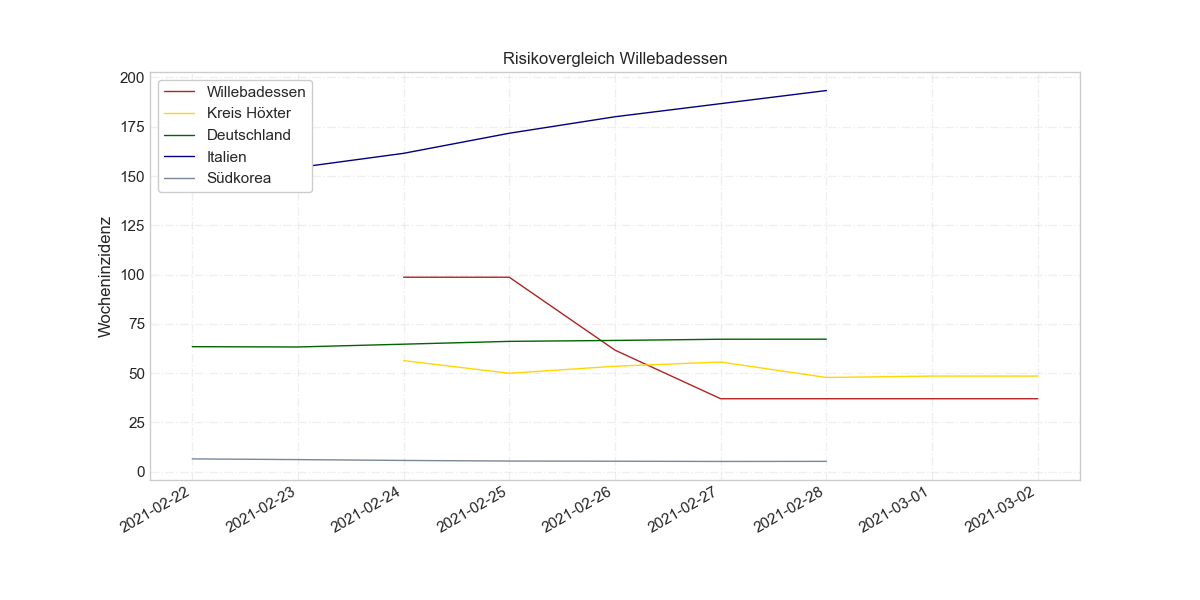 Risikovergleich Willebadessen
Wocheninzidenz
200
175
150
125
100
75
50
25
0
Willebadessen
Kreis Höxter
Deutschland
Italien
Südkorea
2021-02-22
2021-02-23
2021-02-24
2021-02-25
2021-02-26
2021-02-27
2021-02-28
2021-03-01
2021-03-02